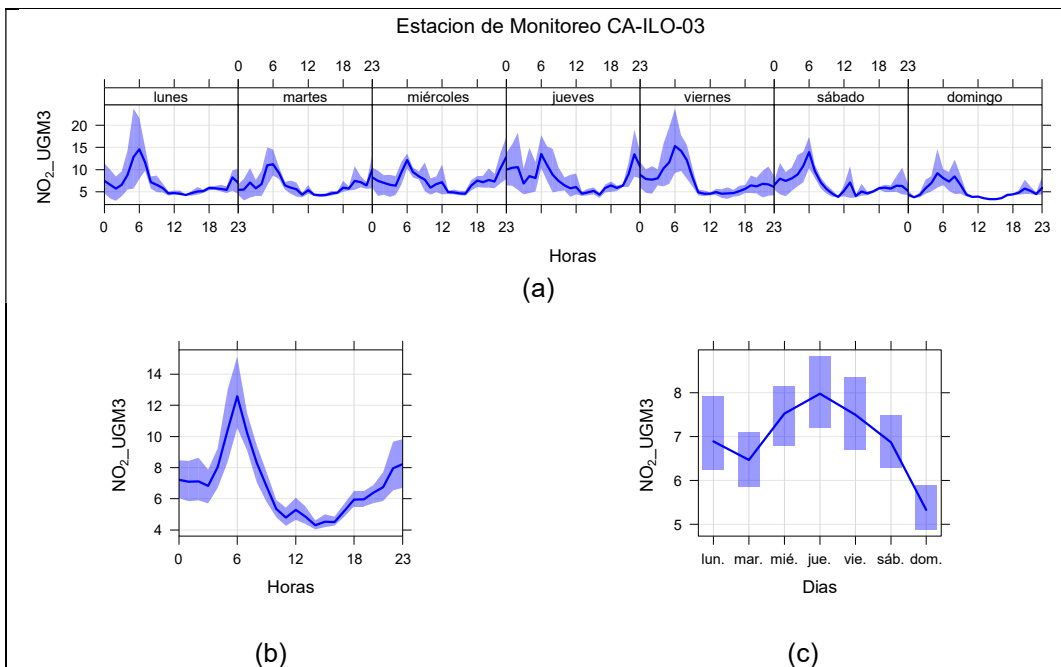 Estacion de Monitoreo CA-ILO-03
0 6 12 18 23 0 6 12 18 23 0 6 12 18 23
lunes martes miércoles jueves viernes sábado domingo
20
15
10
5
NO₂_UGM3
0 6 12 18 23 0 6 12 18 23 0 6 12 18 23 0 6 12 18 23
Horas
(a)
14
12
10
8
6
4
NO₂_UGM3
0 6 12 18 23
Horas
(b)
8
7
6
5
NO₂_UGM3
lun. mar. mié. jue. vie. sáb. dom.
Dias
(c)